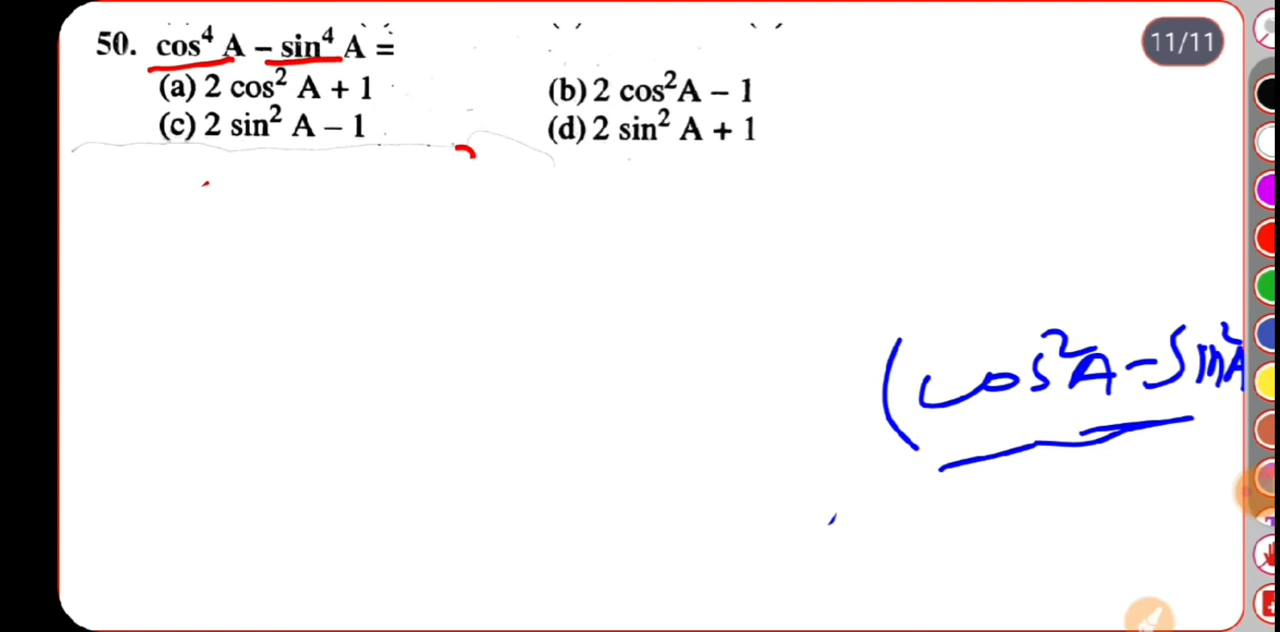 50. cos⁴ A – sin⁴ A =
(a) 2 cos² A + 1
(b) 2 cos²A – 1
(c) 2 sin² A – 1
(d) 2 sin² A + 1
11/11
(cos²A - Sin²A